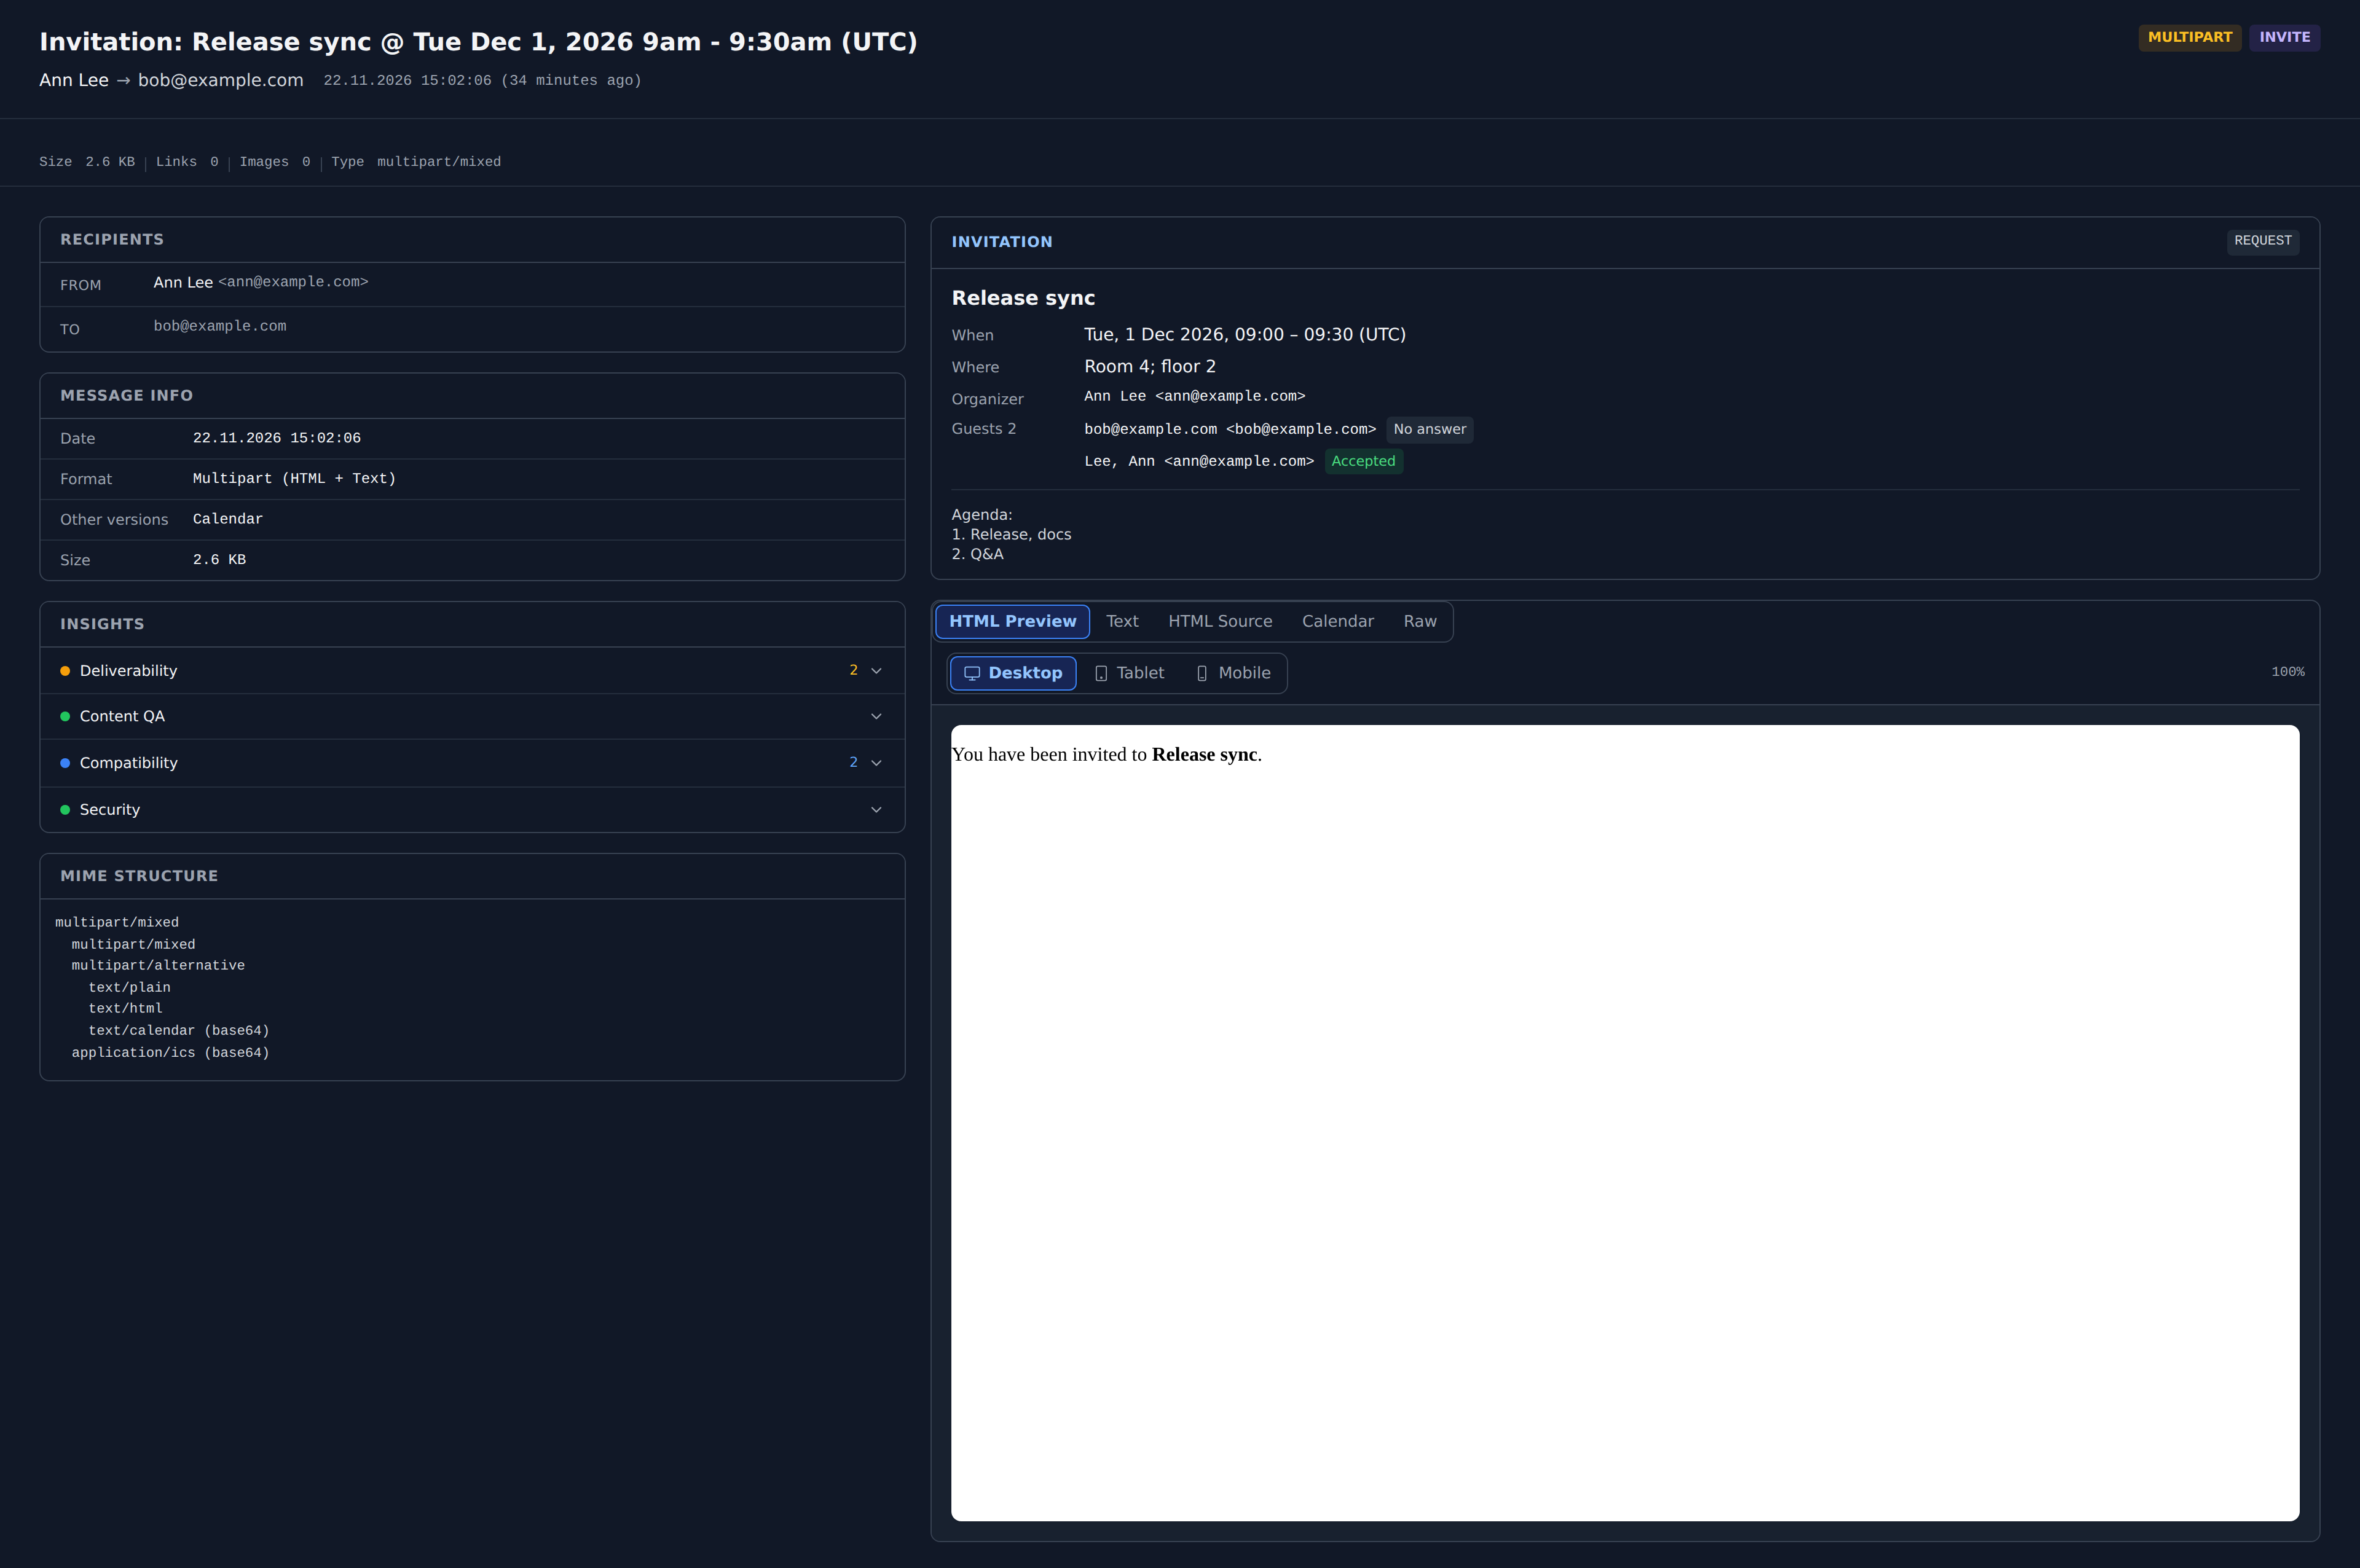 Invitation: Release sync @ Tue Dec 1, 2026 9am - 9:30am (UTC)
MULTIPART INVITE
Ann Lee → bob@example.com 22.11.2026 15:02:06 (34 minutes ago)
Size 2.6 KB | Links 0 | Images 0 | Type multipart/mixed
RECIPIENTS
FROM Ann Lee <ann@example.com>
TO bob@example.com
MESSAGE INFO
Date 22.11.2026 15:02:06
Format Multipart (HTML + Text)
Other versions Calendar
Size 2.6 KB
INSIGHTS
Deliverability 2
Content QA
Compatibility 2
Security
MIME STRUCTURE
multipart/mixed
multipart/mixed
multipart/alternative
text/plain
text/html
text/calendar (base64)
application/ics (base64)
INVITATION REQUEST
Release sync
When Tue, 1 Dec 2026, 09:00 – 09:30 (UTC)
Where Room 4; floor 2
Organizer Ann Lee <ann@example.com>
Guests 2 bob@example.com <bob@example.com> No answer
Lee, Ann <ann@example.com> Accepted
Agenda:
1. Release, docs
2. Q&A
HTML Preview Text HTML Source Calendar Raw
Desktop Tablet Mobile 100%
You have been invited to Release sync.